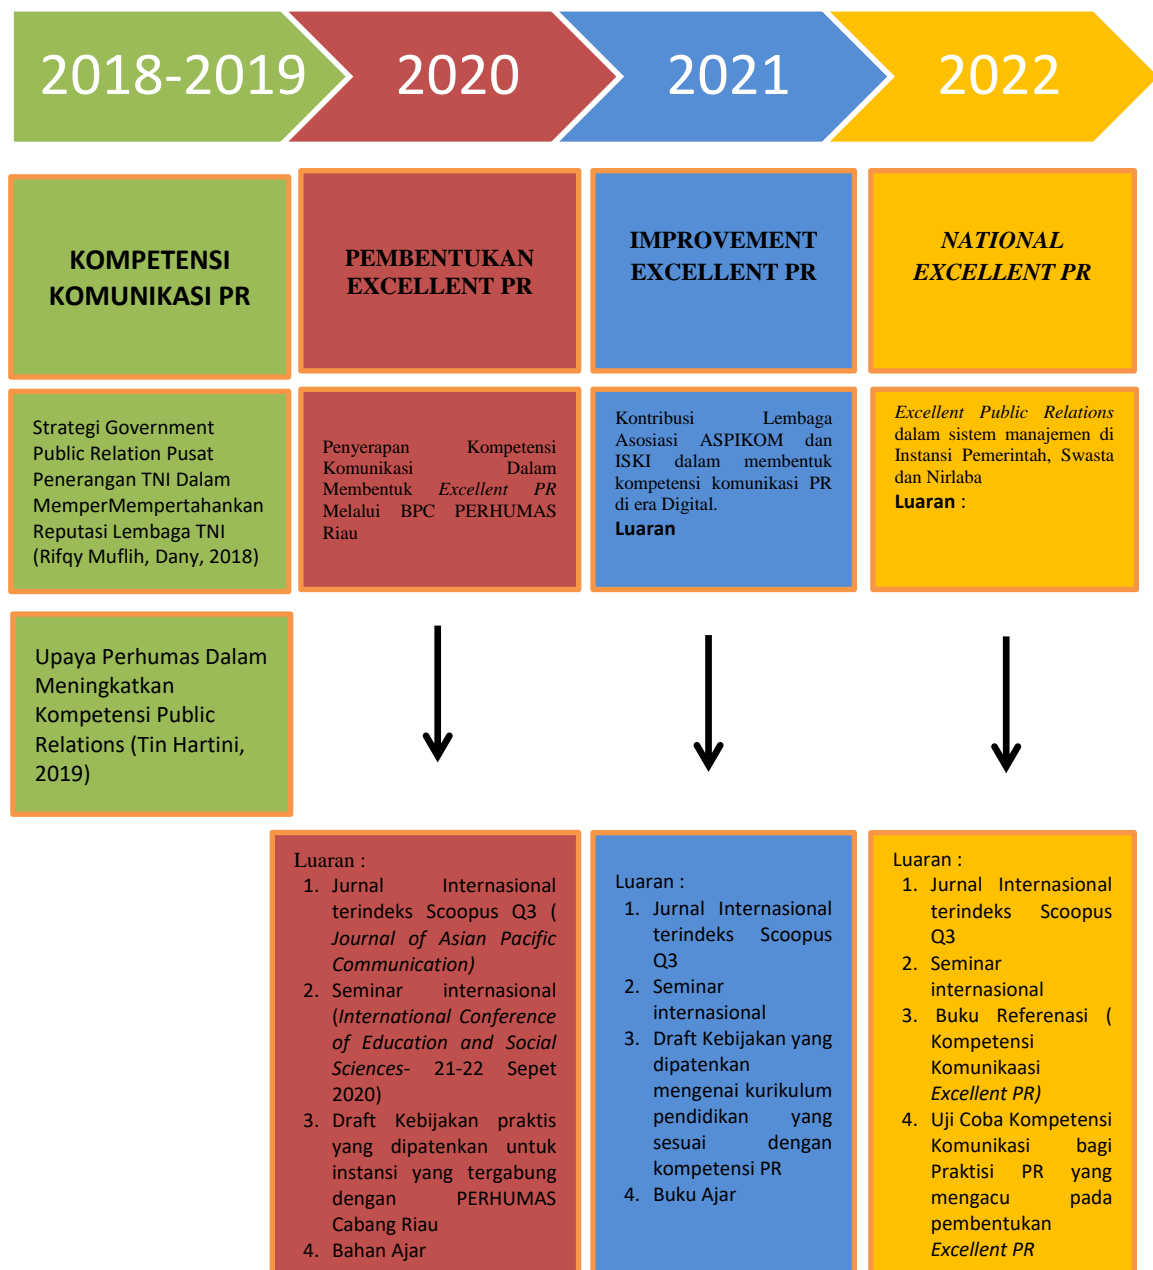 2018-2019
2020
2021
2022
KOMPETENSI
KOMUNIKASI PR
PEMBENTUKAN
EXCELLENT PR
IMPROVEMENT
EXCELLENT PR
NATIONAL
EXCELLENT PR
Strategi Government
Public Relation Pusat
Penerangan TNI Dalam
MemperMempertahankan
Reputasi Lembaga TNI
(Rifqy Muflih, Dany, 2018)
Penyerapan Kompetensi
Komunikasi Dalam
Membentuk Excellent PR
Melalui BPC PERHUMAS
Riau
Kontribusi Lembaga
Asosiasi ASPIKOM dan
ISKI dalam membentuk
kompetensi komunikasi PR
di era Digital.
Luaran
Excellent Public Relations
dalam sistem manajemen di
Instansi Pemerintah, Swasta
dan Nirlaba
Luaran :
Upaya Perhumas Dalam
Meningkatkan
Kompetensi Public
Relations (Tin Hartini,
2019)
Luaran :
1. Jurnal Internasional
terindeks Scoopus Q3 (
Journal of Asian Pacific
Communication)
2. Seminar internasional
(International Conference
of Education and Social
Sciences- 21-22 Sepet
2020)
3. Draft Kebijakan praktis
yang dipatenkan untuk
instansi yang tergabung
dengan PERHUMAS
Cabang Riau
4. Bahan Ajar
Luaran :
1. Jurnal Internasional
terindeks Scoopus
Q3
2. Seminar
internasional
3. Draft Kebijakan yang
dipatenkan
mengenai kurikulum
pendidikan yang
sesuai dengan
kompetensi PR
4. Buku Ajar
Luaran :
1. Jurnal Internasional
terindeks Scoopus
Q3
2. Seminar
internasional
3. Buku Referenasi (
Kompetensi
Komunikaasi
Excellent PR)
4. Uji Coba Kompetensi
Komunikasi bagi
Praktisi PR yang
mengacu pada
pembentukan
Excellent PR